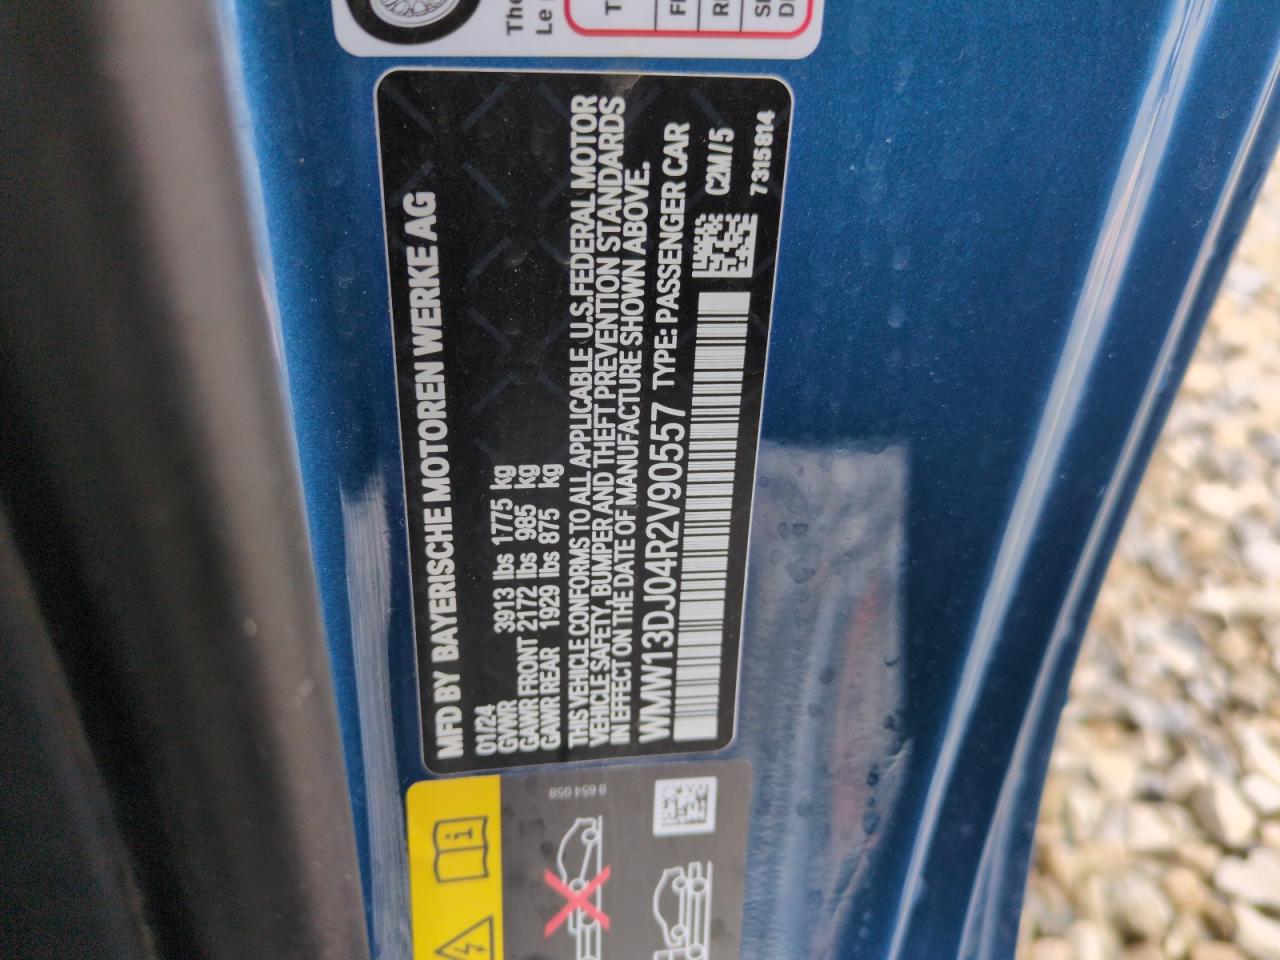 The
Le
MFD BY BAYERISCHE MOTOREN WERKE AG
01/24
GVWR 3913 lbs 1775 kg
GAWR FRONT 2172 lbs 985 kg
GAWR REAR 1929 lbs 875 kg
THIS VEHICLE CONFORMS TO ALL APPLICABLE U.S.FEDERAL MOTOR
VEHICLE SAFETY, BUMPER AND THEFT PREVENTION STANDARDS
IN EFFECT ON THE DATE OF MANUFACTURE SHOWN ABOVE.
WMW13DJ04R2V90557 TYPE: PASSENGER CAR
C2M//5
7315814
8 654 058